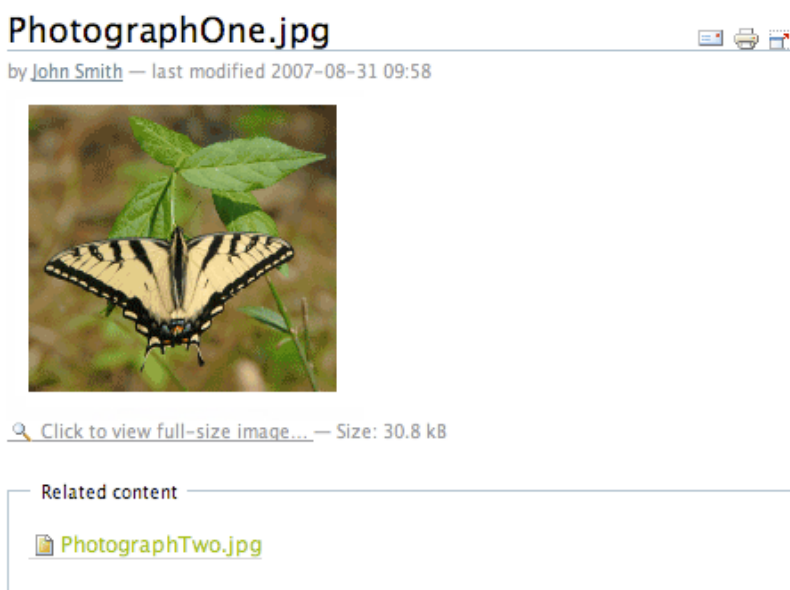 PhotographOne.jpg
by John Smith — last modified 2007-08-31 09:58
Click to view full-size image... — Size: 30.8 kB
Related content
PhotographTwo.jpg